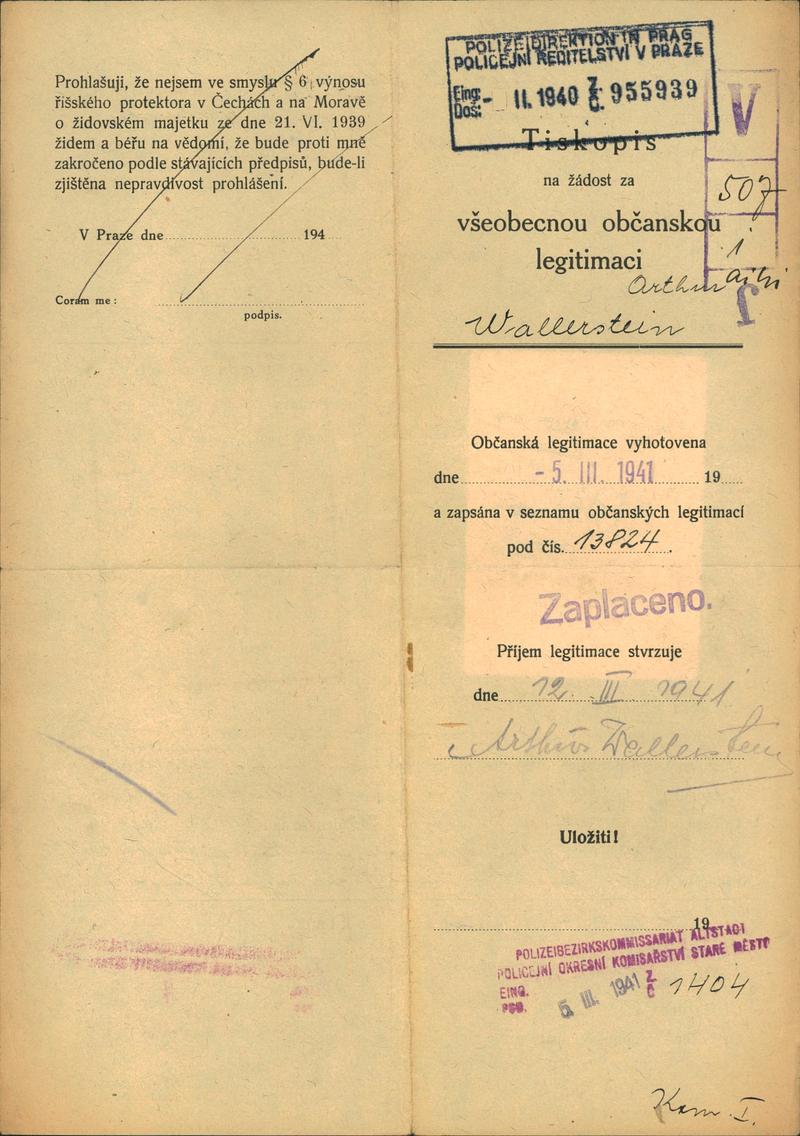 Prohlašuji, že nejsem ve smyslu § 6 výnosu
říšského protektora v Čechách a na Moravě
o židovském majetku ze dne 21. VI. 1939
židem a béřu na vědomí, že bude proti mně
zakročeno podle stávajících předpisů, bude-li
zjištěna nepravdivost prohlášení.
V Praze dne 194
Coram me:
podpis.
POLIZEIDIREKTION IN PRAG
POLICEJNÍ ŘEDITELSTVÍ V PRAZE
Eing.
Doš:
- II. 1940 Z. Č. 955939
V
Tiskopis
na žádost za
507
všeobecnou občanskou
legitimaci
1
Arthur
Wallerstein
Občanská legitimace vyhotovena
dne - 5. III. 1941 19
a zapsána v seznamu občanských legitimací
pod čís. 13824.
Zaplaceno.
Příjem legitimace stvrzuje
dne 12. III 1941
Arthur Wallerstein
Uložiti!
19
POLIZEIBEZIRKSKOMMISSARIAT ALTSTADT
POLICEJNÍ OKRESNÍ KOMISAŘSTVÍ STARÉ MĚSTO
EING.
5. III. 1941 Z Č 1404
Kom. I.